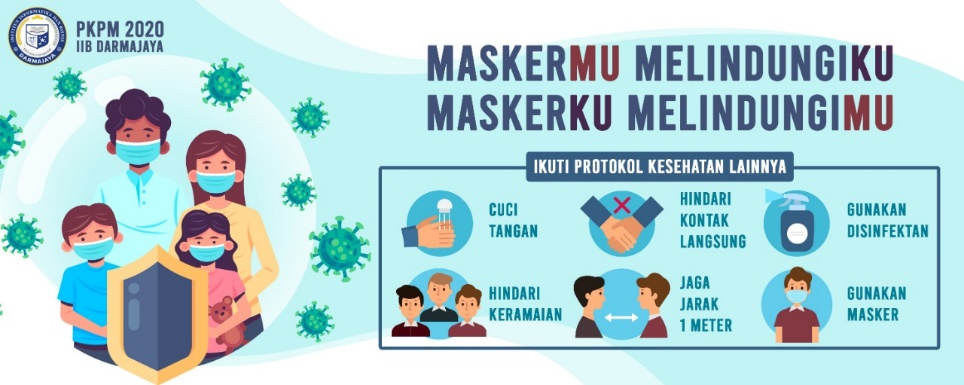 PKPM 2020
IIB DARMAJAYA
DARMAJAYA
MASKERMU MELINDUNGIKU
MASKERKU MELINDUNGIMU
IKUTI PROTOKOL KESEHATAN LAINNYA
CUCI
TANGAN
HINDARI
KONTAK
LANGSUNG
GUNAKAN
DISINFEKTAN
HINDARI
KERAMAIAN
JAGA
JARAK
1 METER
GUNAKAN
MASKER